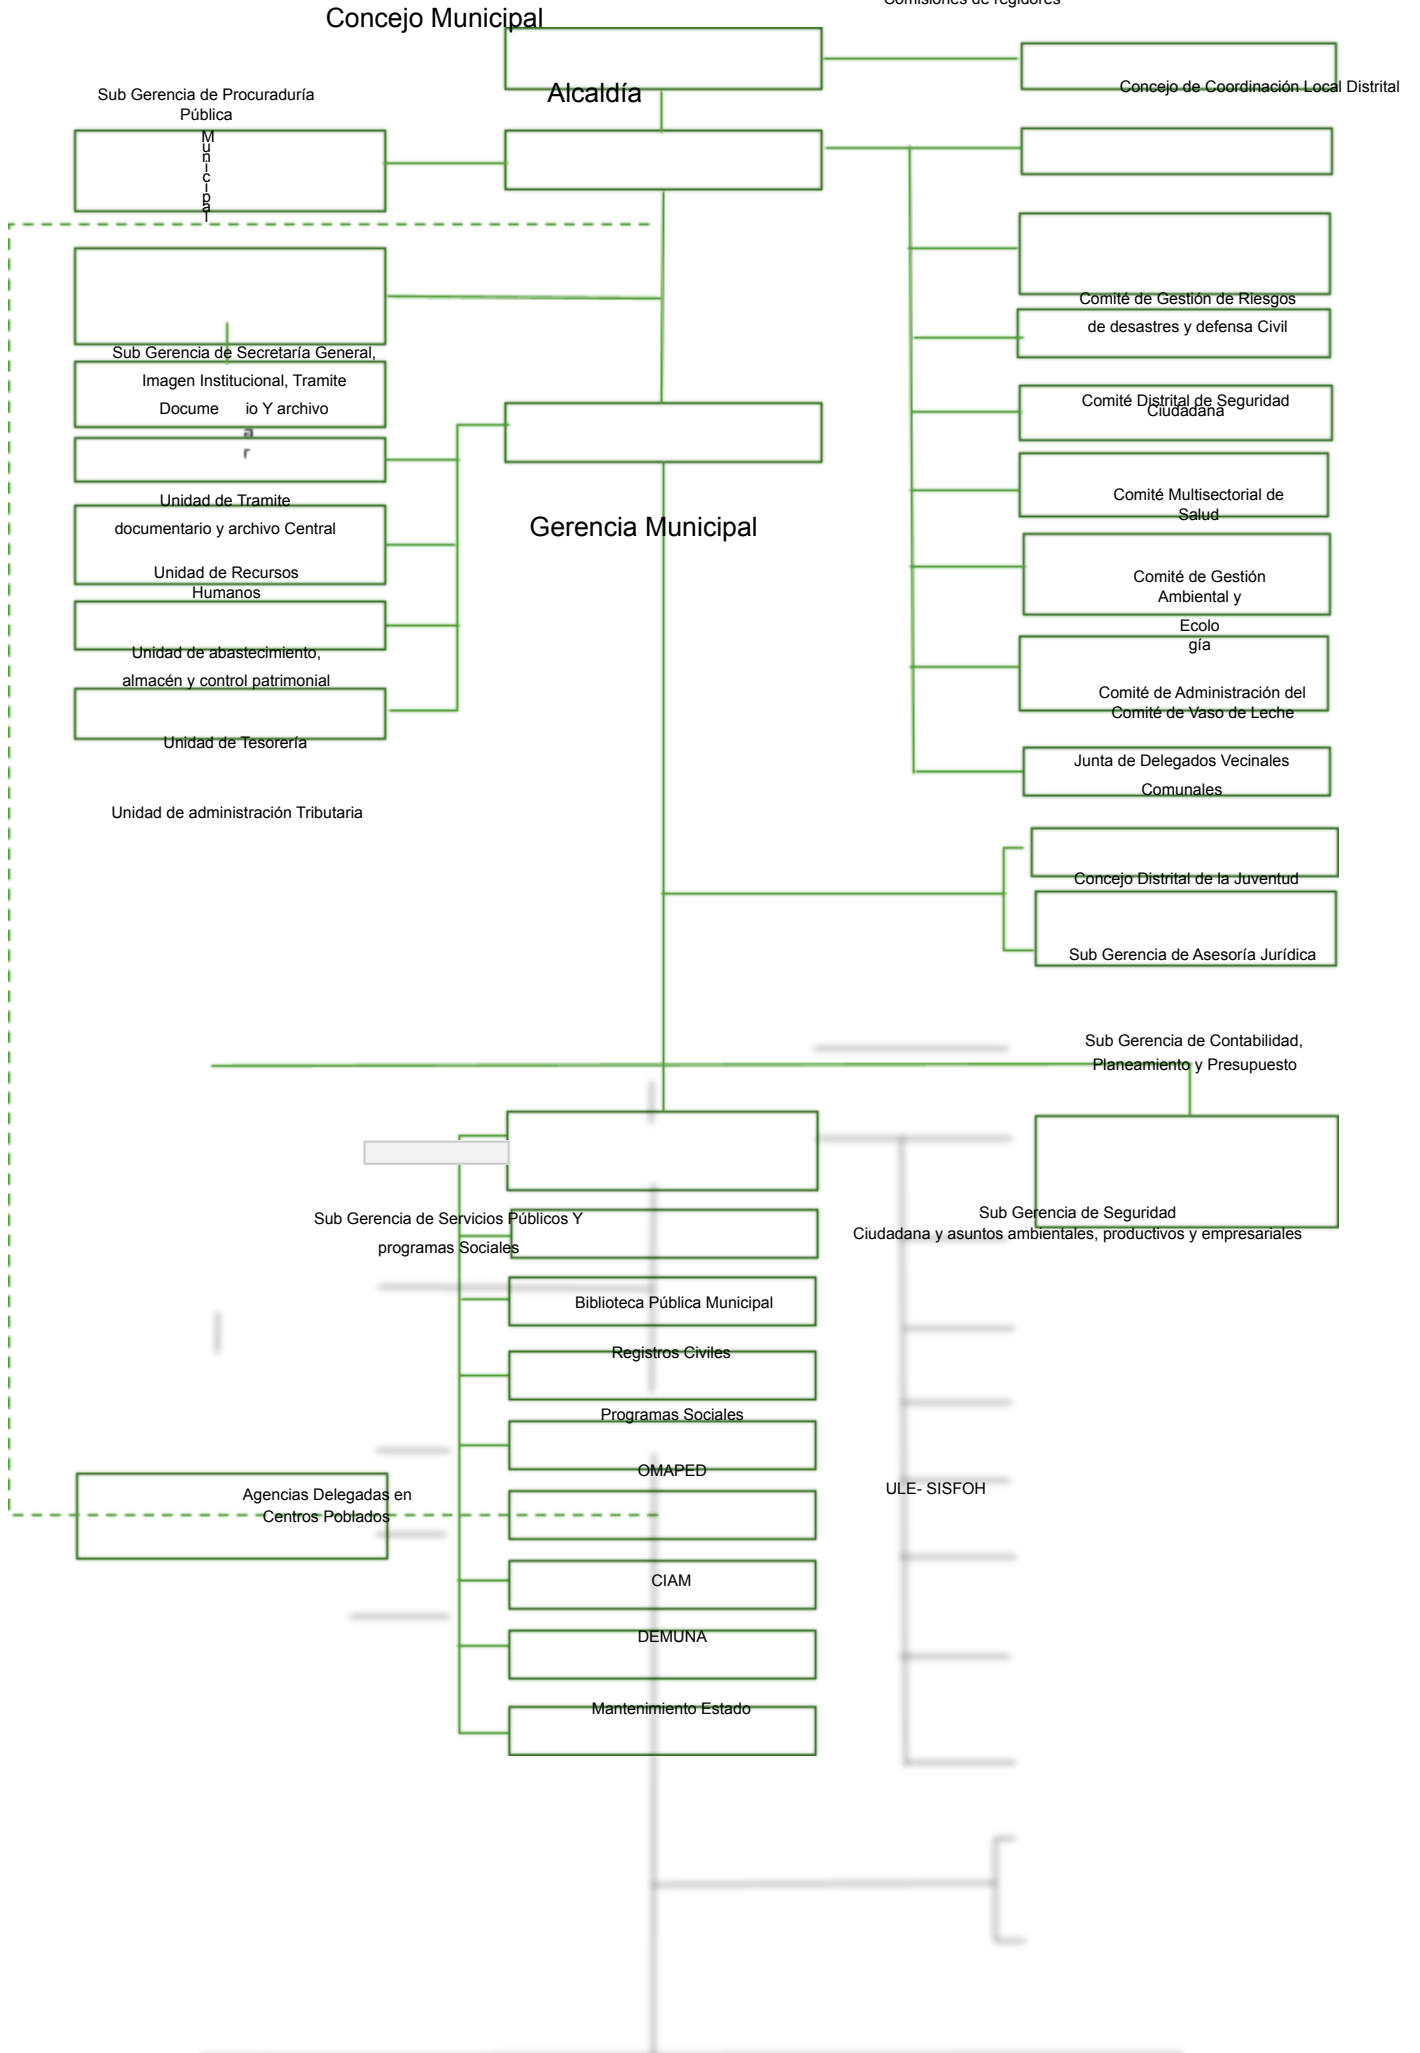 Comisiones de regidores
Concejo Municipal
Alcaldía
Concejo de Coordinación Local Distrital
Sub Gerencia de Procuraduría
Pública
Municipal
Comité de Gestión de Riesgos
de desastres y defensa Civil
Sub Gerencia de Secretaría General,
Imagen Institucional, Tramite
Docume io Y archivo
a
r
Comité Distrital de Seguridad
Ciudadana
Unidad de Tramite
documentario y archivo Central
Comité Multisectorial de
Salud
Gerencia Municipal
Unidad de Recursos
Humanos
Comité de Gestión
Ambiental y
Ecolo
gía
Unidad de abastecimiento,
almacén y control patrimonial
Comité de Administración del
Comité de Vaso de Leche
Unidad de Tesorería
Junta de Delegados Vecinales
Comunales
Unidad de administración Tributaria
Concejo Distrital de la Juventud
Sub Gerencia de Asesoría Jurídica
Sub Gerencia de Contabilidad,
Planeamiento y Presupuesto
Sub Gerencia de Servicios Públicos Y
programas Sociales
Sub Gerencia de Seguridad
Ciudadana y asuntos ambientales, productivos y empresariales
Biblioteca Pública Municipal
Registros Civiles
Programas Sociales
OMAPED
ULE- SISFOH
Agencias Delegadas en
Centros Poblados
CIAM
DEMUNA
Mantenimiento Estado